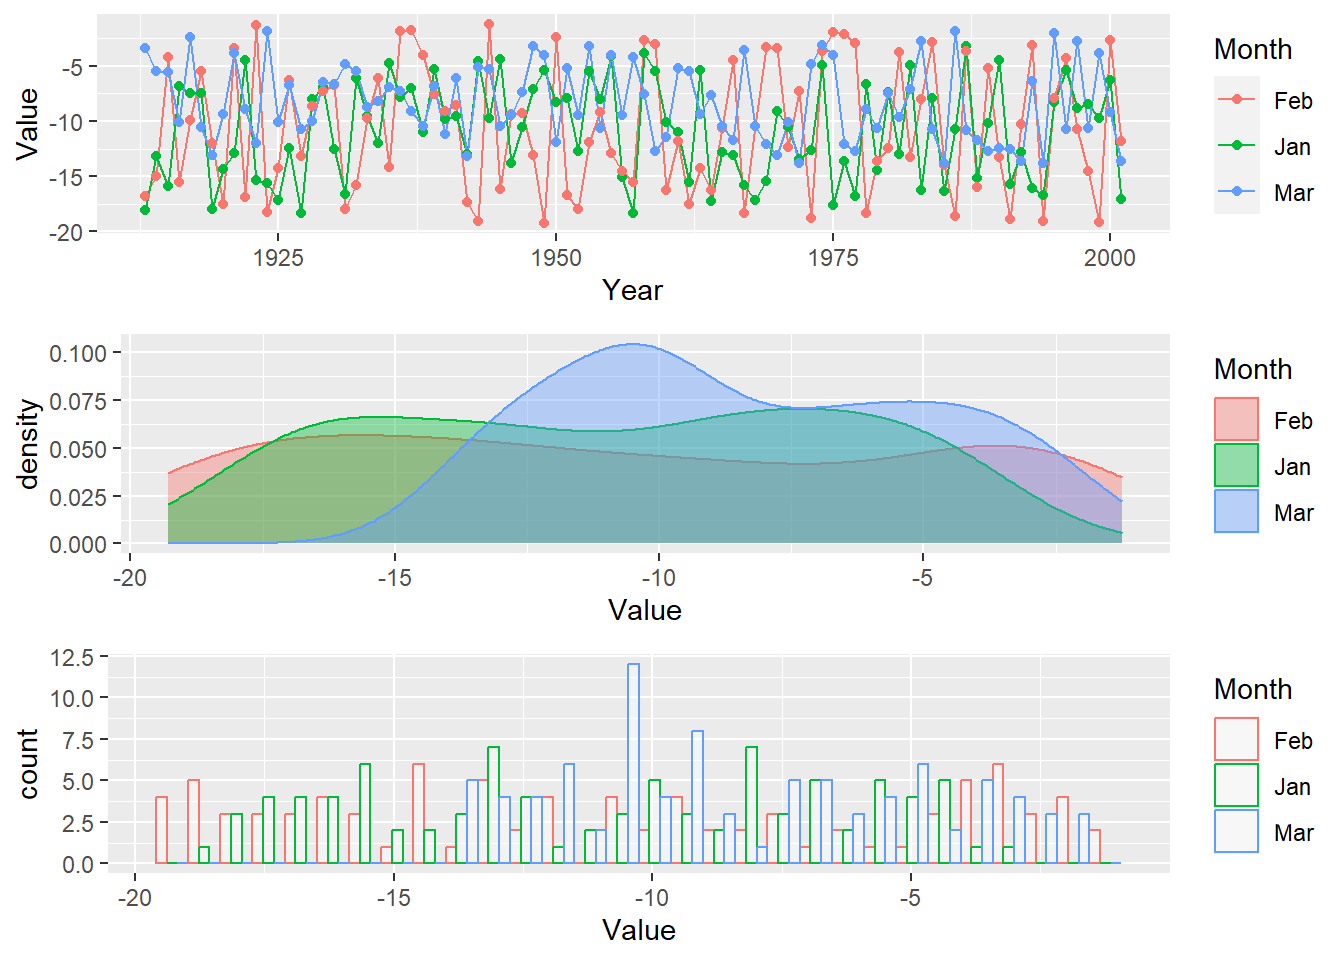 Value
-5
-10
-15
-20
1925 1950 1975 2000
Year
Month
Feb
Jan
Mar
density
0.100
0.075
0.050
0.025
0.000
-20 -15 -10 -5
Value
Month
Feb
Jan
Mar
count
12.5
10.0
7.5
5.0
2.5
0.0
-20 -15 -10 -5
Value
Month
Feb
Jan
Mar